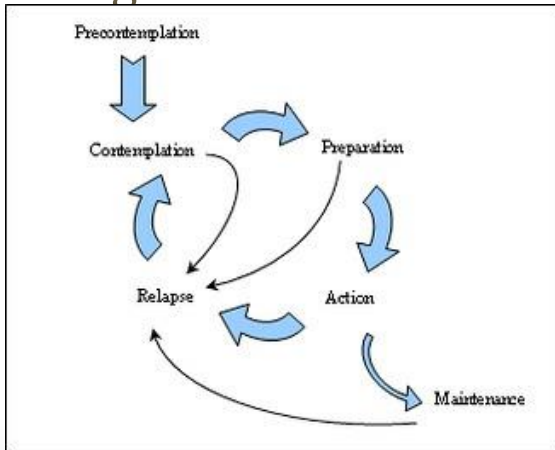 Precontemplation
Contemplation
Preparation
Relapse
Action
Maintenance